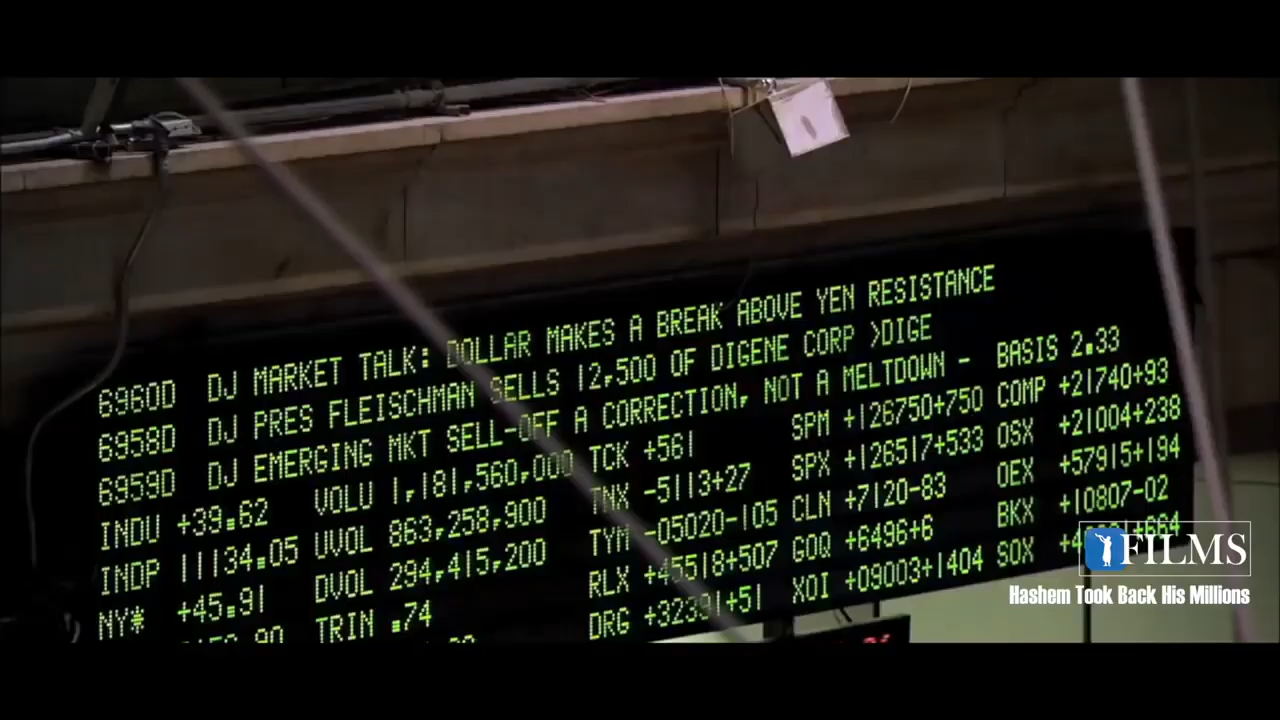 6960D DJ MARKET TALK: DOLLAR MAKES A BREAK ABOVE YEN RESISTANCE
6958D DJ PRES FLEISCHMAN SELLS 12,500 OF DIGENE CORP >DIGE
6959D DJ EMERGING MKT SELL-OFF A CORRECTION, NOT A MELTDOWN - BASIS 2.33
INDU +39.62 VOLU 1,181,560,000 TCK +561 SPM +126750+750 COMP +21740+93
INDP 11134.05 UVOL 863,258,900 TNX -5113+27 SPX +126517+533 OSX +21004+238
NY# +45.91 DVOL 294,415,200 TYM -05020-105 CLN +7120-83 OEX +57915+194
TRIN .74 RLX +45518+507 GOQ +6496+6 BKX +10807-02
DRG +32391+51 XOI +09003+1404 SOX +664
FILMS
Hashem Took Back His Millions